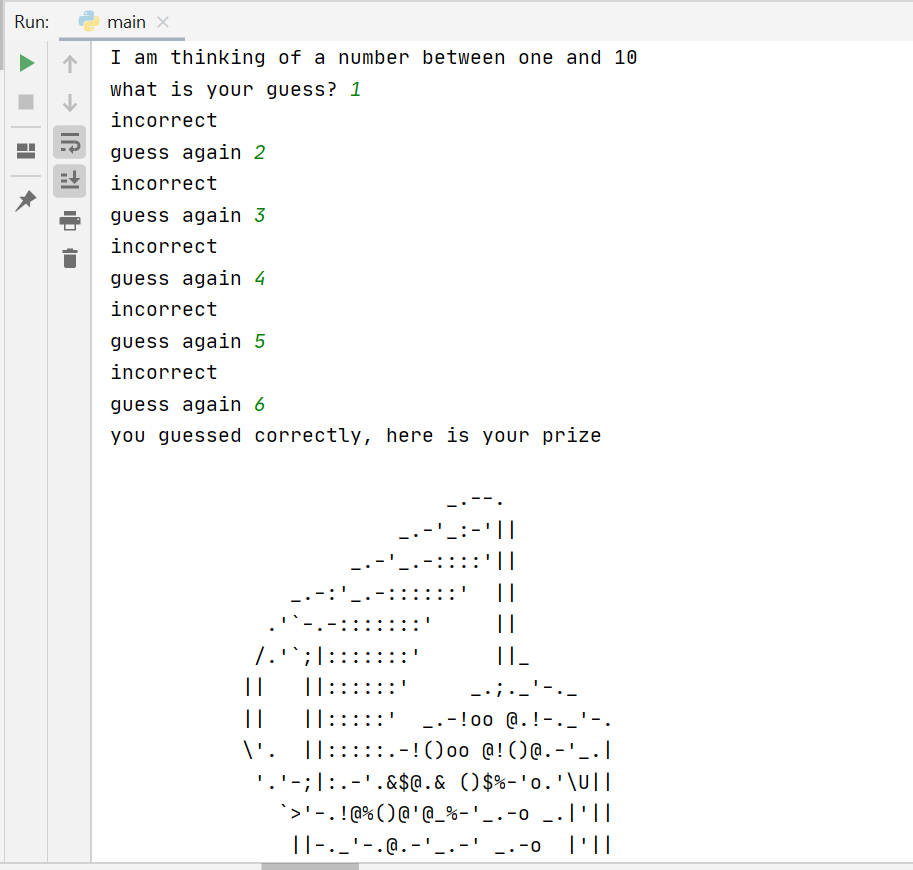 Run: main
I am thinking of a number between one and 10
what is your guess? 1
incorrect
guess again 2
incorrect
guess again 3
incorrect
guess again 4
incorrect
guess again 5
incorrect
guess again 6
you guessed correctly, here is your prize
                            _.--.
                        _.-'_:-'||
                    _.-'_.-::::'||
               _.-:'_.-::::::'  ||
             .'`-.-:::::::'     ||
            /.'`;|:::::::'      ||_
           ||   ||::::::'     _.;._'-._
           ||   ||:::::'  _.-!oo @.!-._'-.
           \'.  ||:::::.-!()oo @!()@.-'_.|
            '.'-;|:.-'.&$@.& ()$%-'o.'\U||
              `>'-.!@%()@'@_%-'_.-o _.|'||
               ||-._'-.@.-'_.-' _.-o  |'||